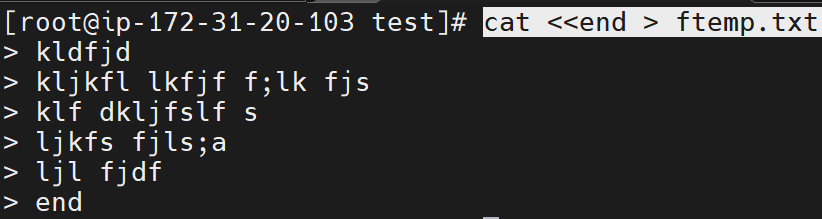 [root@ip-172-31-20-103 test]# cat <<end > ftemp.txt
> kldfjd
> kljkfl lkfjf f;lk fjs
> klf dkljfslf s
> ljkfs fjls;a
> ljl fjdf
> end